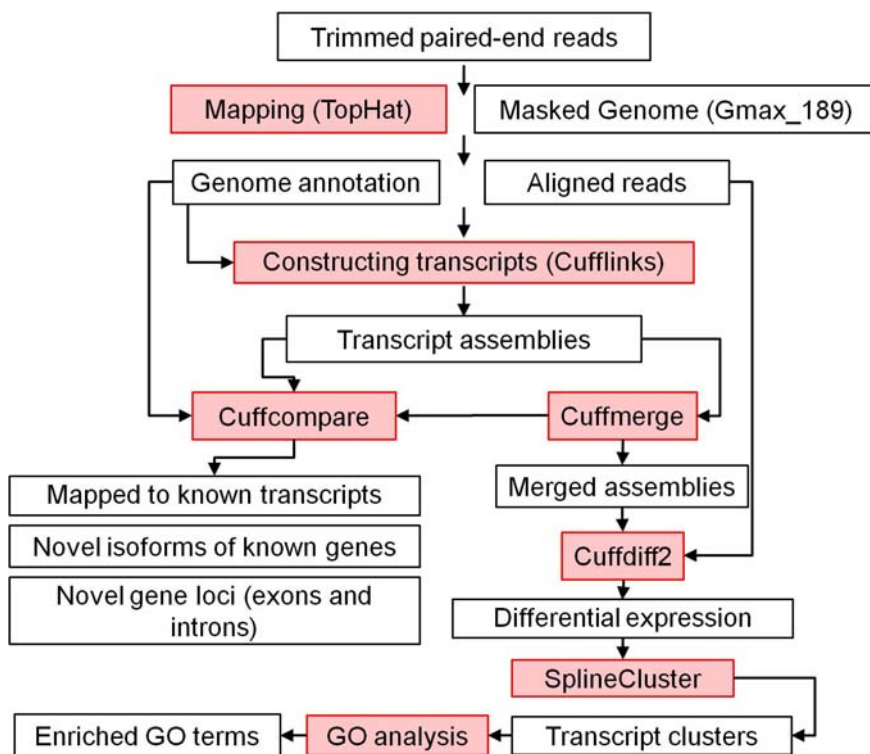 Trimmed paired-end reads
Mapping (TopHat)
Masked Genome (Gmax_189)
Genome annotation
Aligned reads
Constructing transcripts (Cufflinks)
Transcript assemblies
Cuffcompare
Cuffmerge
Mapped to known transcripts
Merged assemblies
Novel isoforms of known genes
Cuffdiff2
Novel gene loci (exons and
introns)
Differential expression
SplineCluster
Enriched GO terms
GO analysis
Transcript clusters